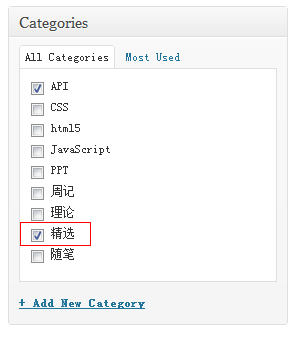 Categories
All Categories Most Used
API
CSS
html5
JavaScript
PPT
周记
理论
精选
随笔
+ Add New Category